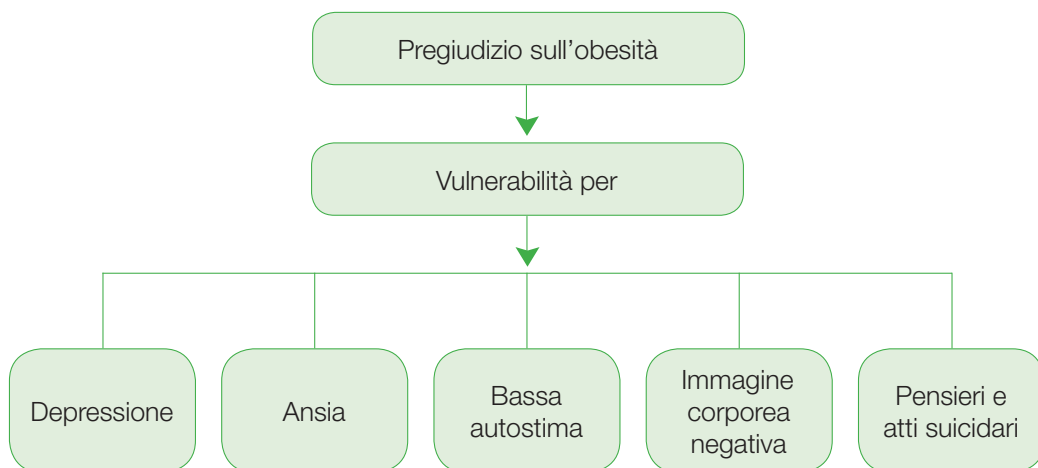 Pregiudizio sull’obesità
Vulnerabilità per
Depressione
Ansia
Bassa
autostima
Immagine
corporea
negativa
Pensieri e
atti suicidari